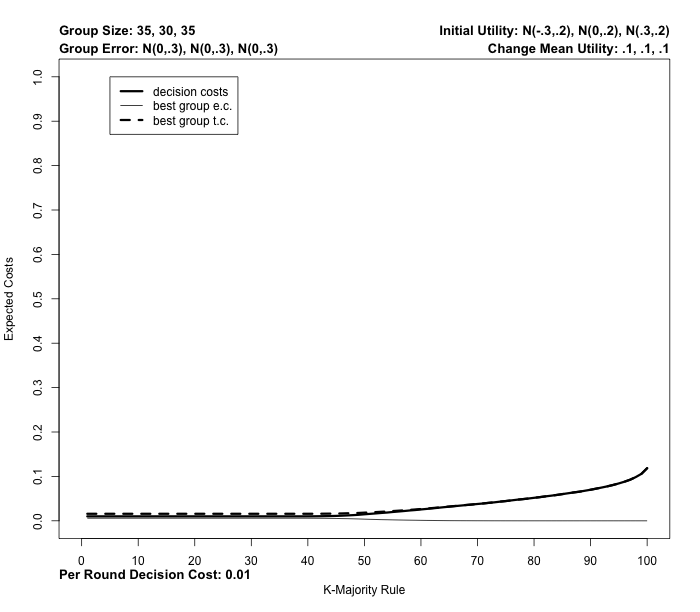 Group Size: 35, 30, 35
Initial Utility: N(-.3,.2), N(0,.2), N(.3,.2)
Group Error: N(0,.3), N(0,.3), N(0,.3)
Change Mean Utility: .1, .1, .1
decision costs
best group e.c.
best group t.c.
Expected Costs
1.0
0.9
0.8
0.7
0.6
0.5
0.4
0.3
0.2
0.1
0.0
0 10 20 30 40 50 60 70 80 90 100
Per Round Decision Cost: 0.01
K-Majority Rule